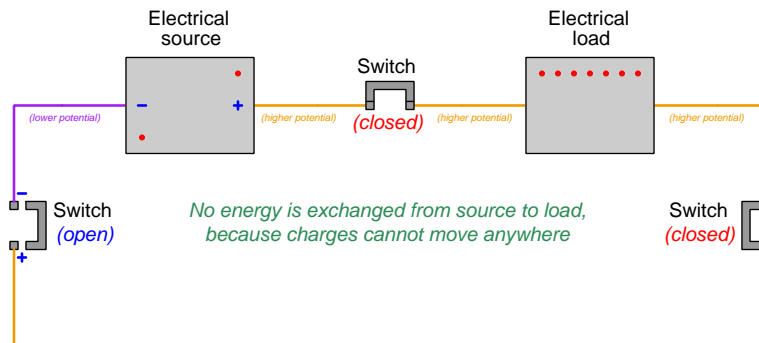 Electrical
source
Electrical
load
Switch
(closed)
−
+
(lower potential)
(higher potential)
(higher potential)
(higher potential)
−
Switch
(open)
+
No energy is exchanged from source to load,
because charges cannot move anywhere
Switch
(closed)